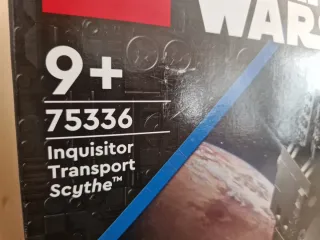 WARS
9+
75336
Inquisitor
Transport
Scythe™